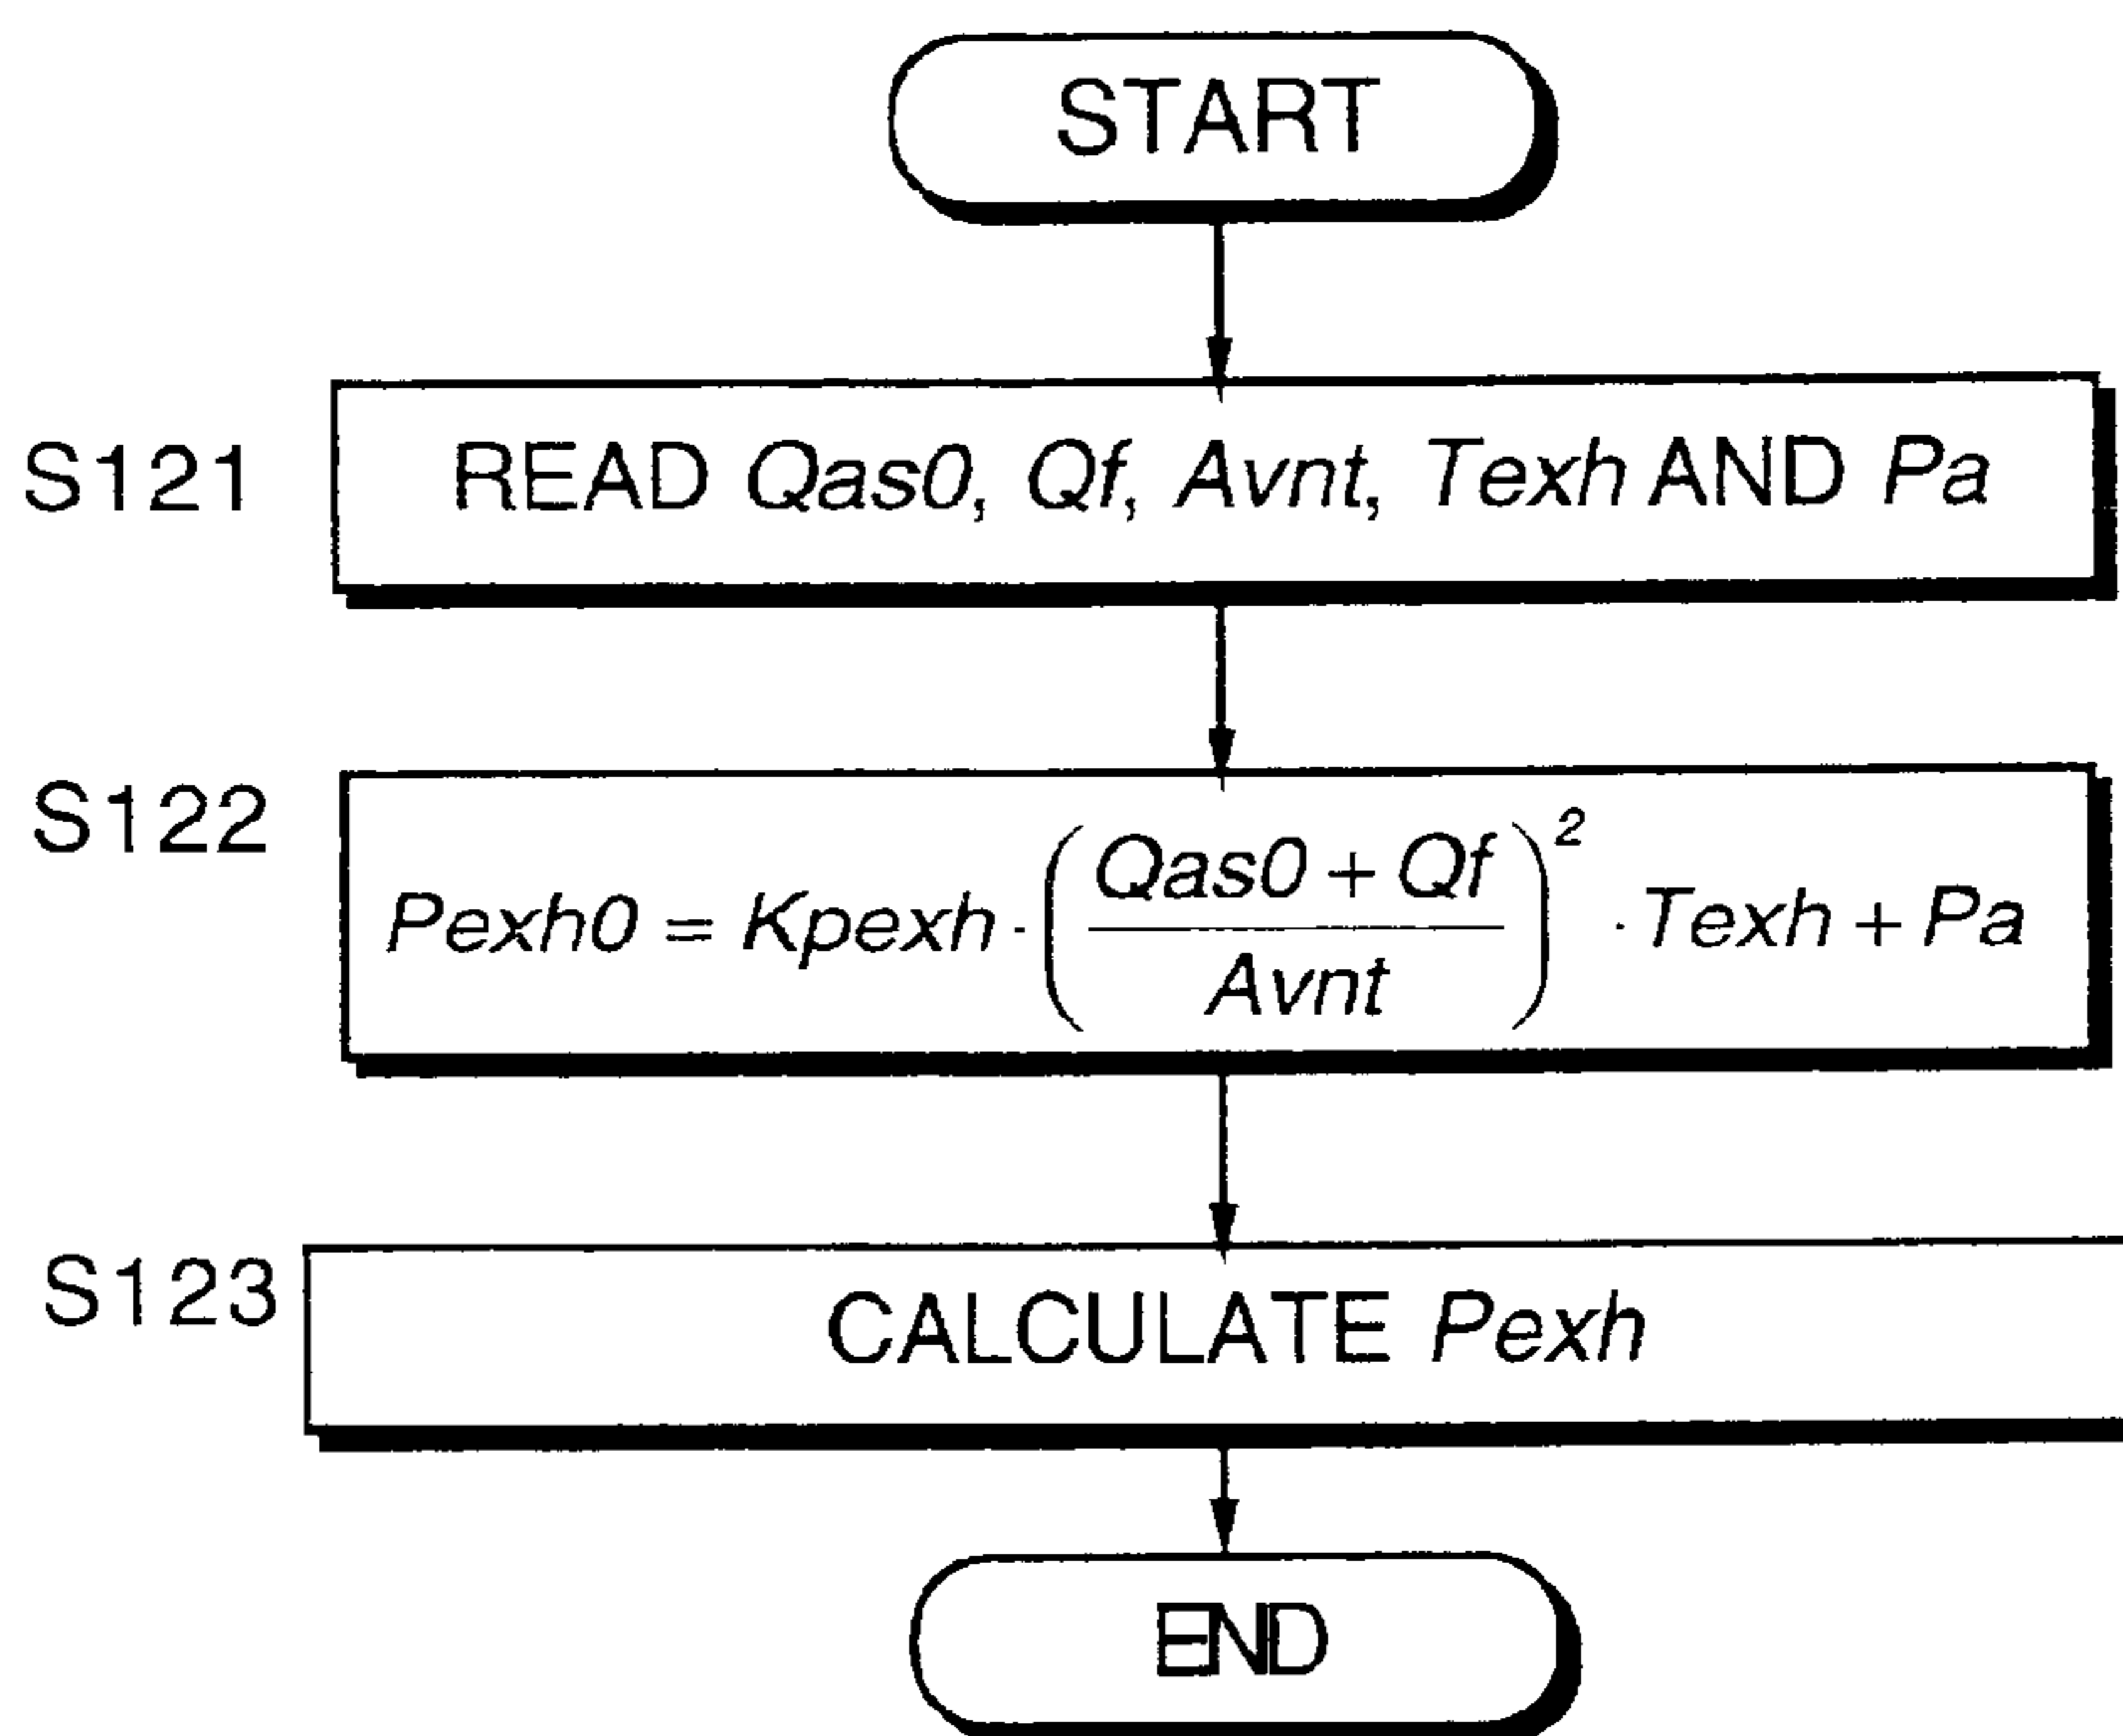 START
S121
READ Qas0, Qf, Avnt, Texh AND Pa
S122
Pexh0 = Kpexh · ( Qas0 + Qf / Avnt )² · Texh + Pa
S123
CALCULATE Pexh
END